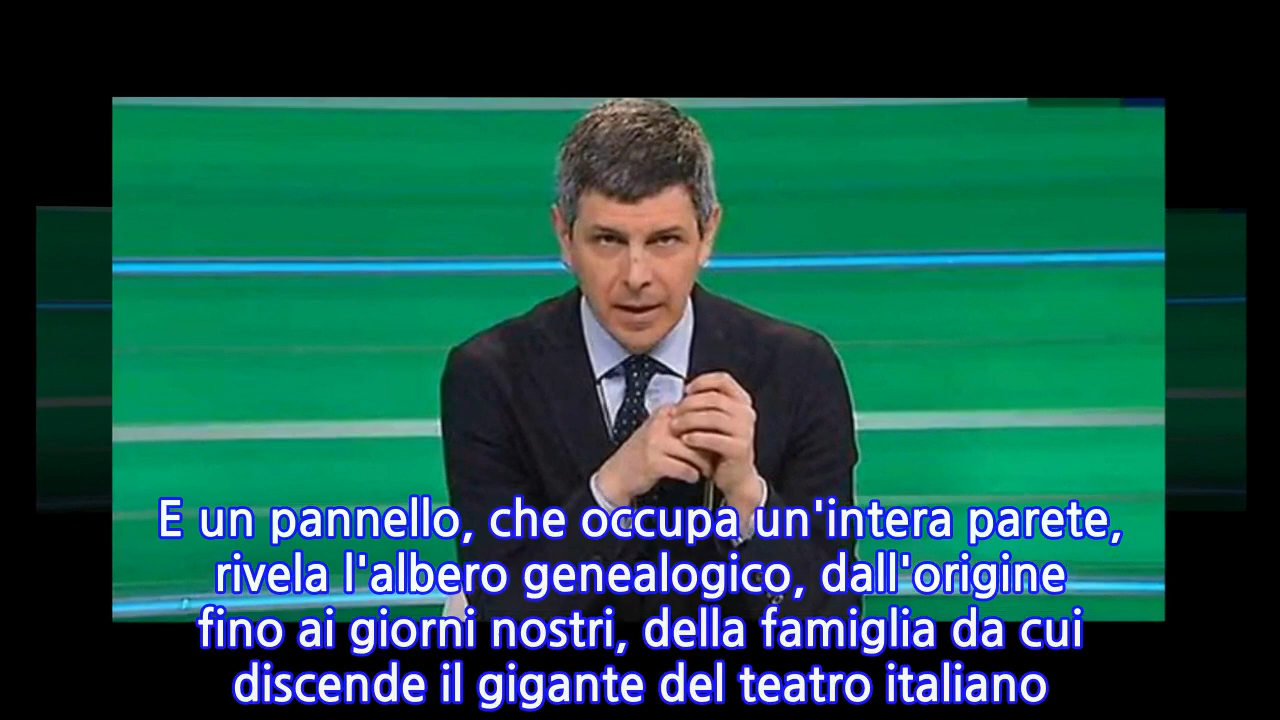 E un pannello, che occupa un'intera parete,
rivela l'albero genealogico, dall'origine
fino ai giorni nostri, della famiglia da cui
discende il gigante del teatro italiano